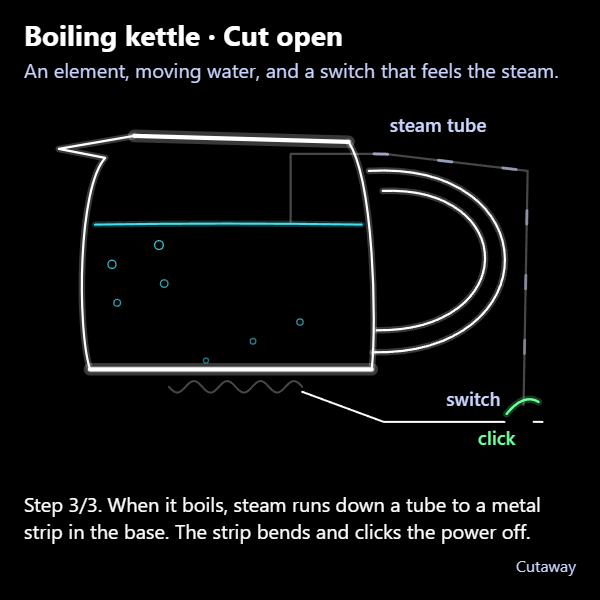 Boiling kettle · Cut open
An element, moving water, and a switch that feels the steam.
steam tube
switch
click
Step 3/3. When it boils, steam runs down a tube to a metal
strip in the base. The strip bends and clicks the power off.
Cutaway